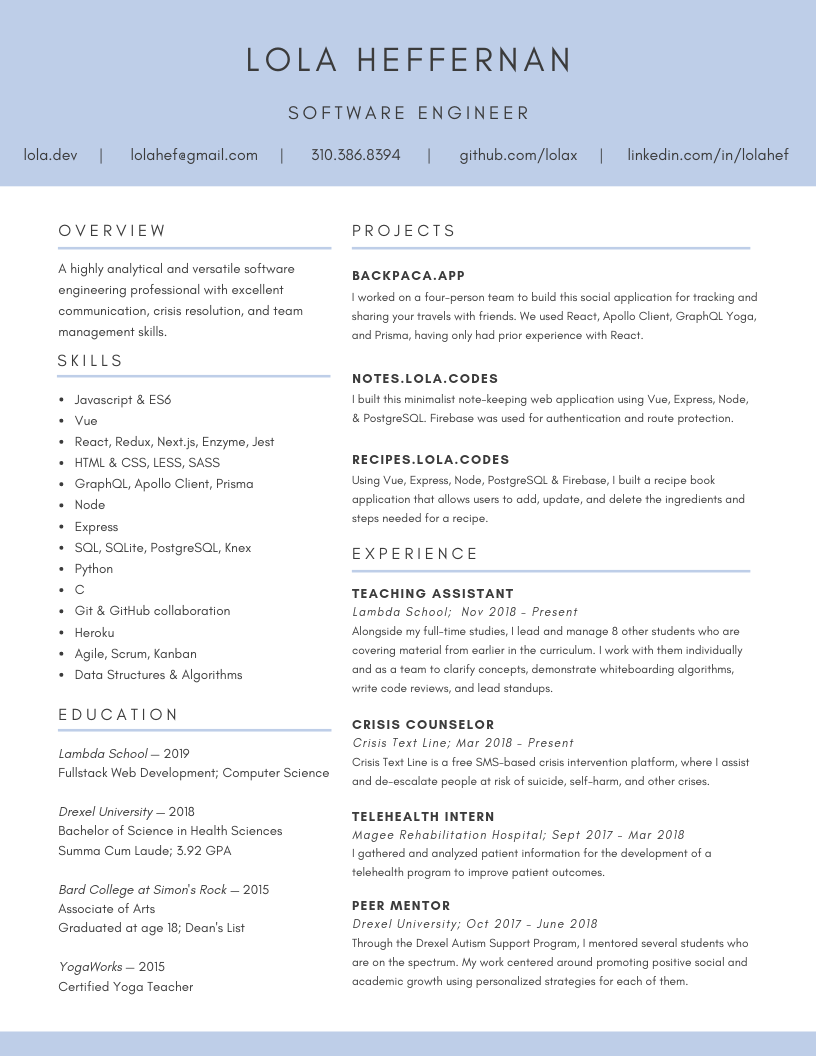 LOLA HEFFERNAN
SOFTWARE ENGINEER
lola.dev | lolahef@gmail.com | 310.386.8394 | github.com/lolax | linkedin.com/in/lolahef
OVERVIEW
A highly analytical and versatile software
engineering professional with excellent
communication, crisis resolution, and team
management skills.
SKILLS
• Javascript & ES6
• Vue
• React, Redux, Next.js, Enzyme, Jest
• HTML & CSS, LESS, SASS
• GraphQL, Apollo Client, Prisma
• Node
• Express
• SQL, SQLite, PostgreSQL, Knex
• Python
• C
• Git & GitHub collaboration
• Heroku
• Agile, Scrum, Kanban
• Data Structures & Algorithms
EDUCATION
Lambda School — 2019
Fullstack Web Development; Computer Science
Drexel University — 2018
Bachelor of Science in Health Sciences
Summa Cum Laude; 3.92 GPA
Bard College at Simon's Rock — 2015
Associate of Arts
Graduated at age 18; Dean's List
YogaWorks — 2015
Certified Yoga Teacher
PROJECTS
BACKPACA.APP
I worked on a four-person team to build this social application for tracking and
sharing your travels with friends. We used React, Apollo Client, GraphQL Yoga,
and Prisma, having only had prior experience with React.
NOTES.LOLA.CODES
I built this minimalist note-keeping web application using Vue, Express, Node,
& PostgreSQL. Firebase was used for authentication and route protection.
RECIPES.LOLA.CODES
Using Vue, Express, Node, PostgreSQL & Firebase, I built a recipe book
application that allows users to add, update, and delete the ingredients and
steps needed for a recipe.
EXPERIENCE
TEACHING ASSISTANT
Lambda School; Nov 2018 – Present
Alongside my full-time studies, I lead and manage 8 other students who are
covering material from earlier in the curriculum. I work with them individually
and as a team to clarify concepts, demonstrate whiteboarding algorithms,
write code reviews, and lead standups.
CRISIS COUNSELOR
Crisis Text Line; Mar 2018 – Present
Crisis Text Line is a free SMS-based crisis intervention platform, where I assist
and de-escalate people at risk of suicide, self-harm, and other crises.
TELEHEALTH INTERN
Magee Rehabilitation Hospital; Sept 2017 – Mar 2018
I gathered and analyzed patient information for the development of a
telehealth program to improve patient outcomes.
PEER MENTOR
Drexel University; Oct 2017 – June 2018
Through the Drexel Autism Support Program, I mentored several students who
are on the spectrum. My work centered around promoting positive social and
academic growth using personalized strategies for each of them.